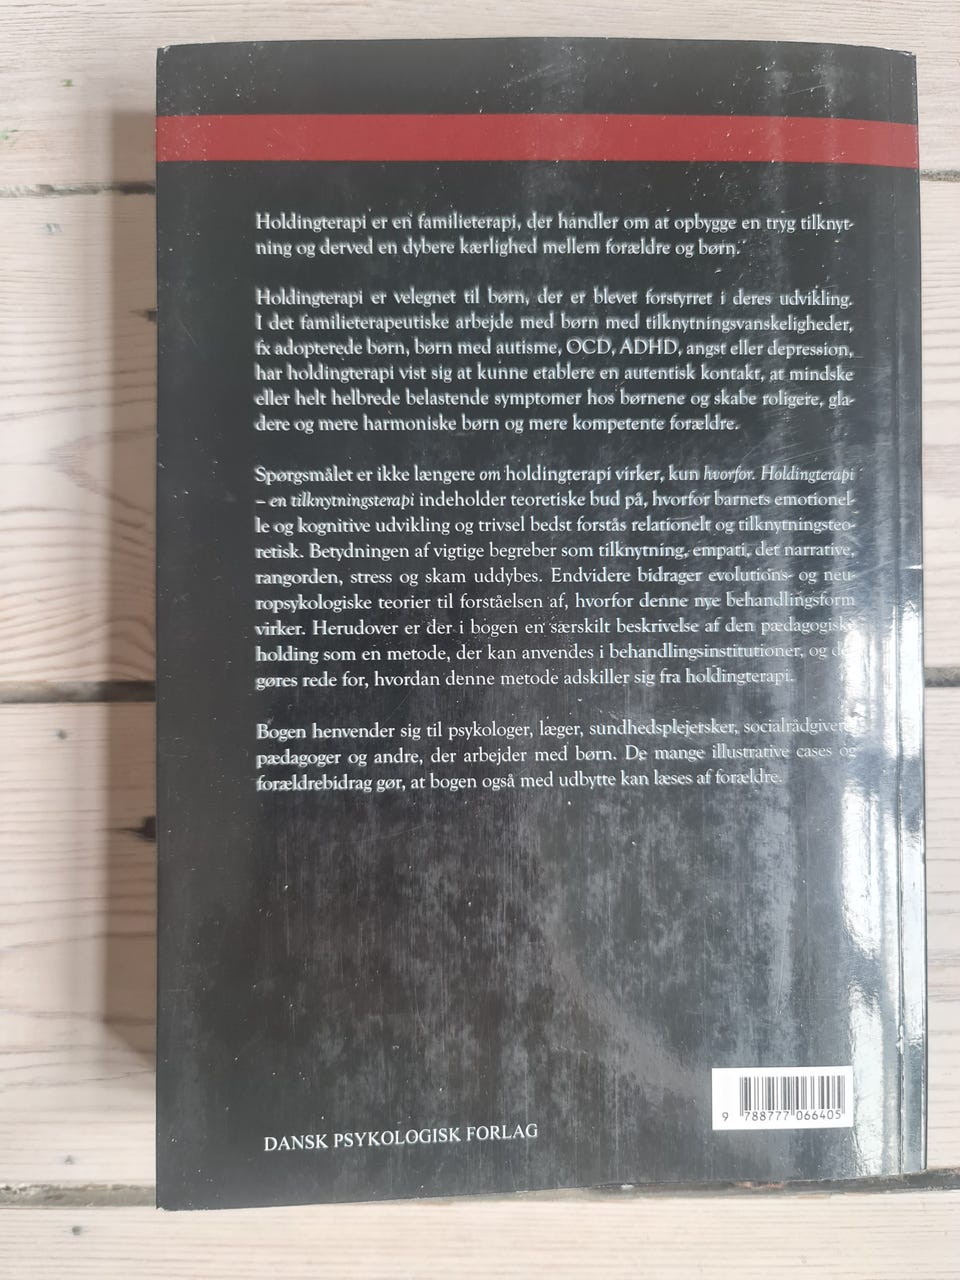 Holdingterapi er en familieterapi, der handler om at opbygge en tryg tilknyt-
ning og derved en dybere kærlighed mellem forældre og børn.
Holdingterapi er velegnet til børn, der er blevet forstyrret i deres udvikling.
I det familieterapeutiske arbejde med børn med tilknytningsvanskeligheder,
fx adopterede børn, børn med autisme, OCD, ADHD, angst eller depression,
har holdingterapi vist sig at kunne etablere en autentisk kontakt, at mindske
eller helt helbrede belastende symptomer hos børnene og skabe roligere, gla-
dere og mere harmoniske børn og mere kompetente forældre.
Spørgsmålet er ikke længere om holdingterapi virker, kun hvorfor. Holdingterapi
– en tilknytningsterapi indeholder teoretiske bud på, hvorfor barnets emotionel-
le og kognitive udvikling og trivsel bedst forstås relationelt og tilknytningsteo-
retisk. Betydningen af vigtige begreber som tilknytning, empati, det narrative,
rangorden, stress og skam uddybes. Endvidere bidrager evolutions- og neu-
ropsykologiske teorier til forståelsen af, hvorfor denne nye behandlingsform
virker. Herudover er der i bogen en særskilt beskrivelse af den pædagogiske
holding som en metode, der kan anvendes i behandlingsinstitutioner, og der
gøres rede for, hvordan denne metode adskiller sig fra holdingterapi.
Bogen henvender sig til psykologer, læger, sundhedsplejersker, socialrådgivere,
pædagoger og andre, der arbejder med børn. De mange illustrative cases og
forældrebidrag gør, at bogen også med udbytte kan læses af forældre.
9 788777 066405
DANSK PSYKOLOGISK FORLAG